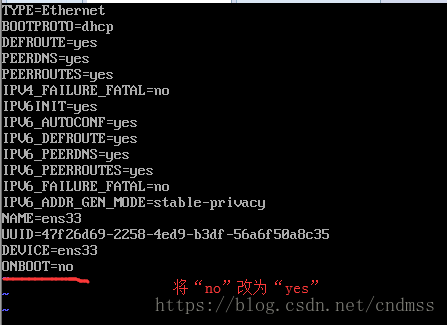 TYPE=Ethernet
BOOTPROTO=dhcp
DEFROUTE=yes
PEERDNS=yes
PEERROUTES=yes
IPV4_FAILURE_FATAL=no
IPV6INIT=yes
IPV6_AUTOCONF=yes
IPV6_DEFROUTE=yes
IPV6_PEERDNS=yes
IPV6_PEERROUTES=yes
IPV6_FAILURE_FATAL=no
IPV6_ADDR_GEN_MODE=stable-privacy
NAME=ens33
UUID=47f26d69-2258-4ed9-b3df-56a6f50a8c35
DEVICE=ens33
ONBOOT=no
将“no”改为“yes”
~
https://blog.csdn.net/cndmss
~